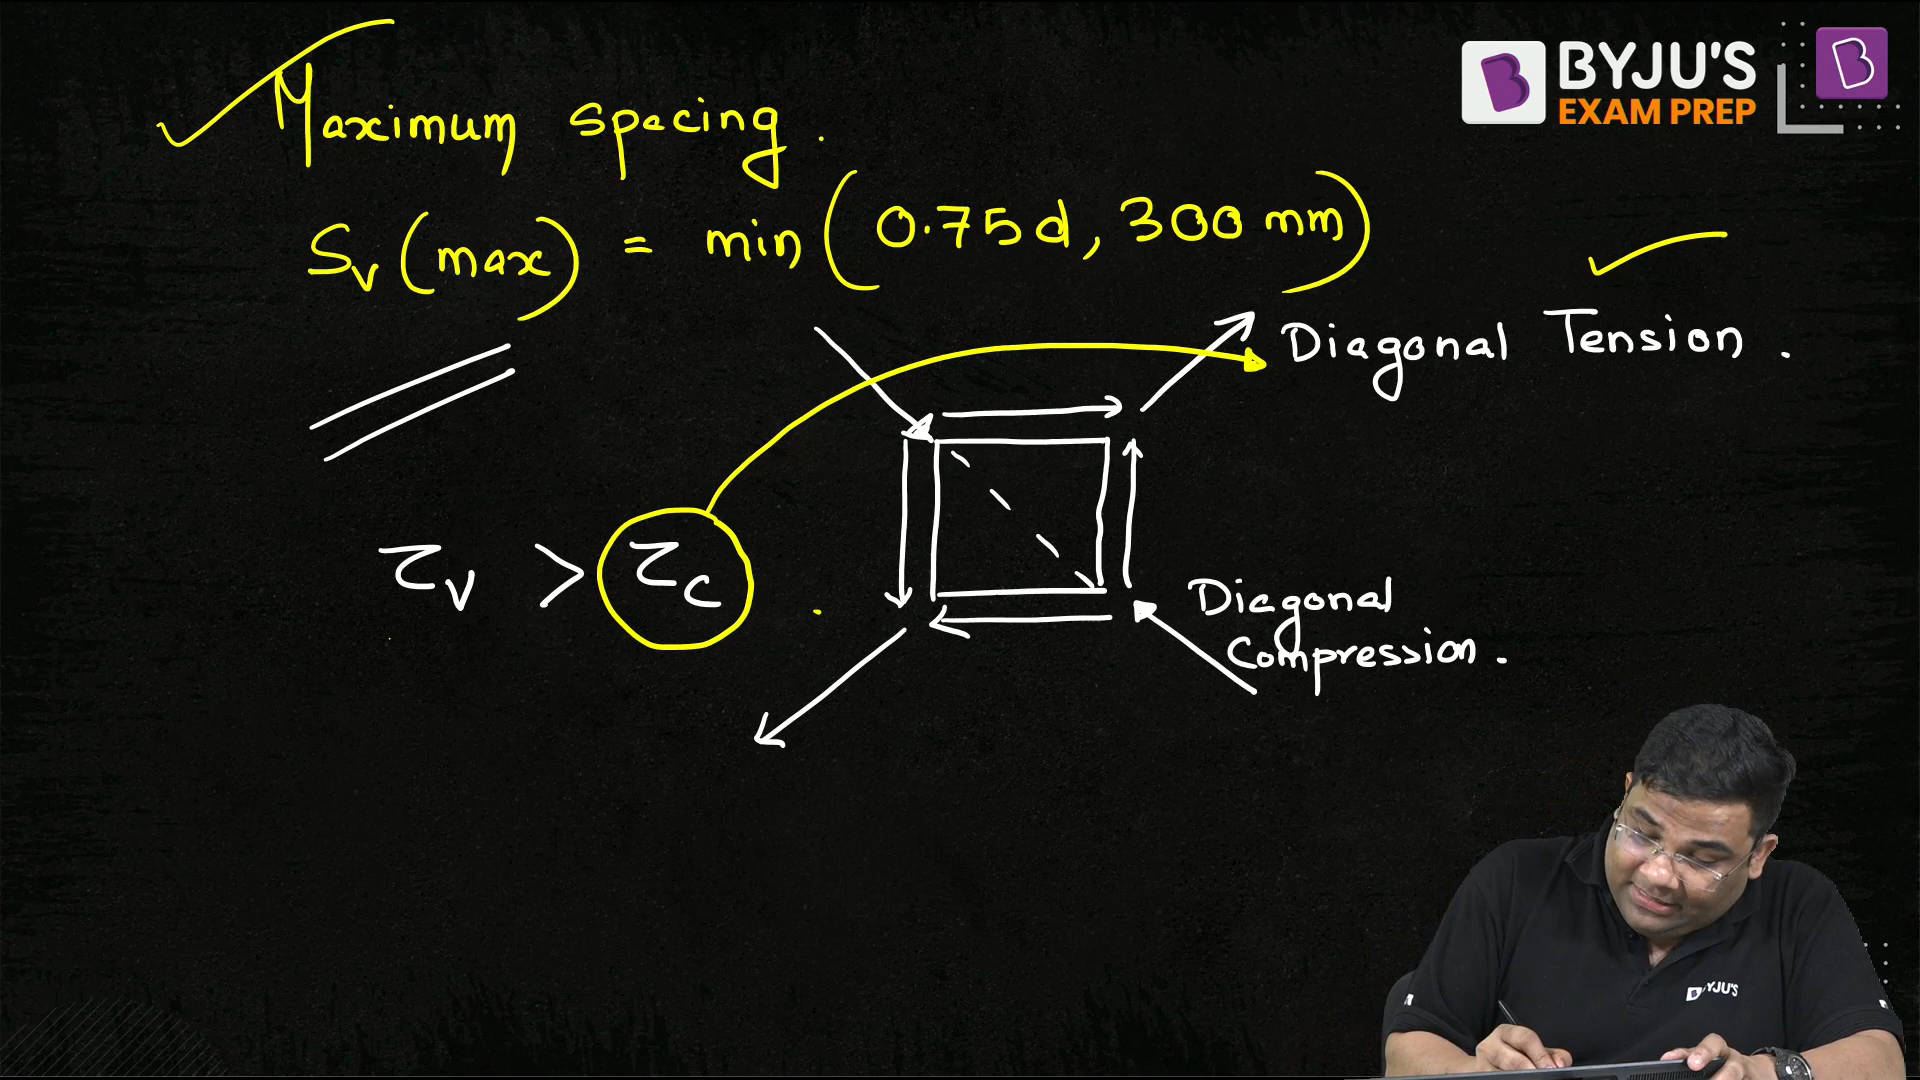 BYJU'S
EXAM PREP
Maximum spacing.
Sv (max) = min (0.75d, 300 mm)
Diagonal Tension.
τv > τc
Diagonal
Compression.
BYJU'S